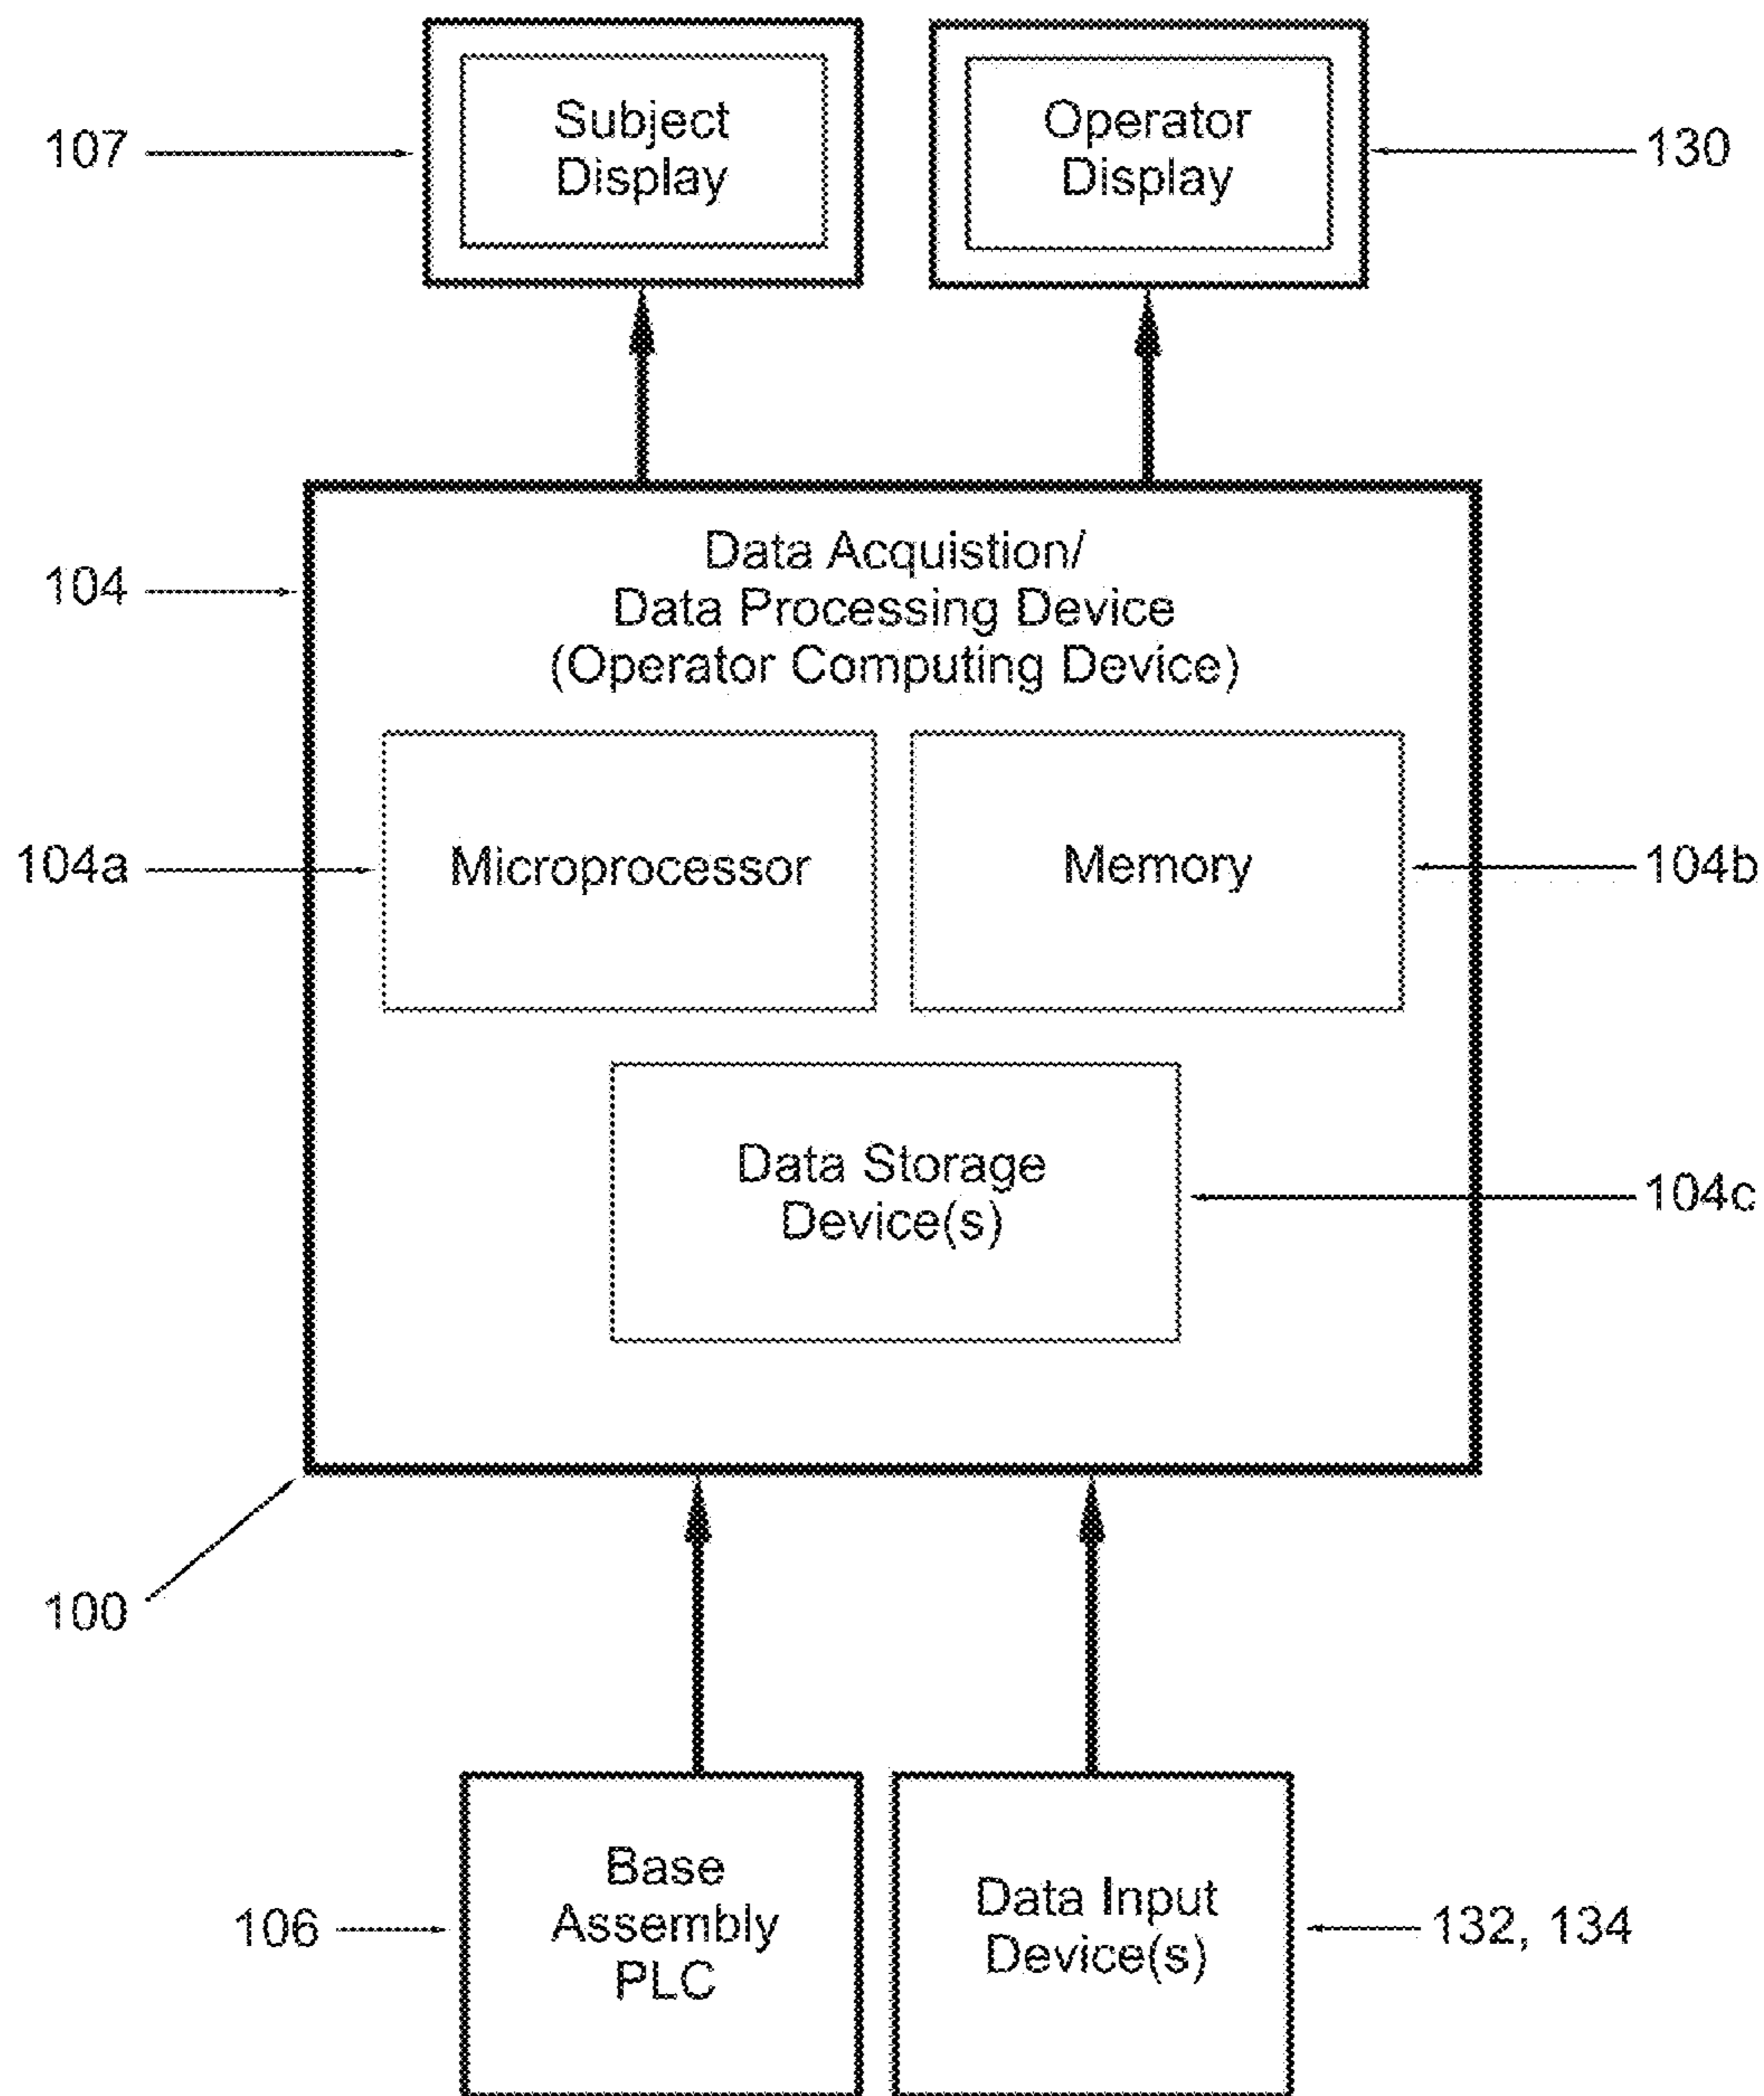 Subject
Display
Operator
Display
107
130
Data Acquistion/
Data Processing Device
(Operator Computing Device)
104
Microprocessor
Memory
104a
104b
Data Storage
Device(s)
104c
100
Base
Assembly
PLC
106
Data Input
Device(s)
132, 134